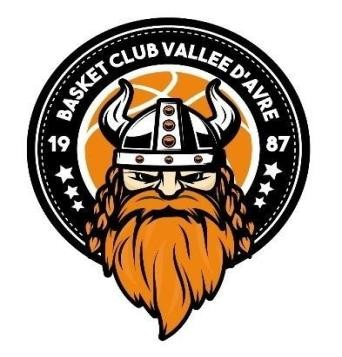 BASKET CLUB VALLEE D'AVRE
19 87